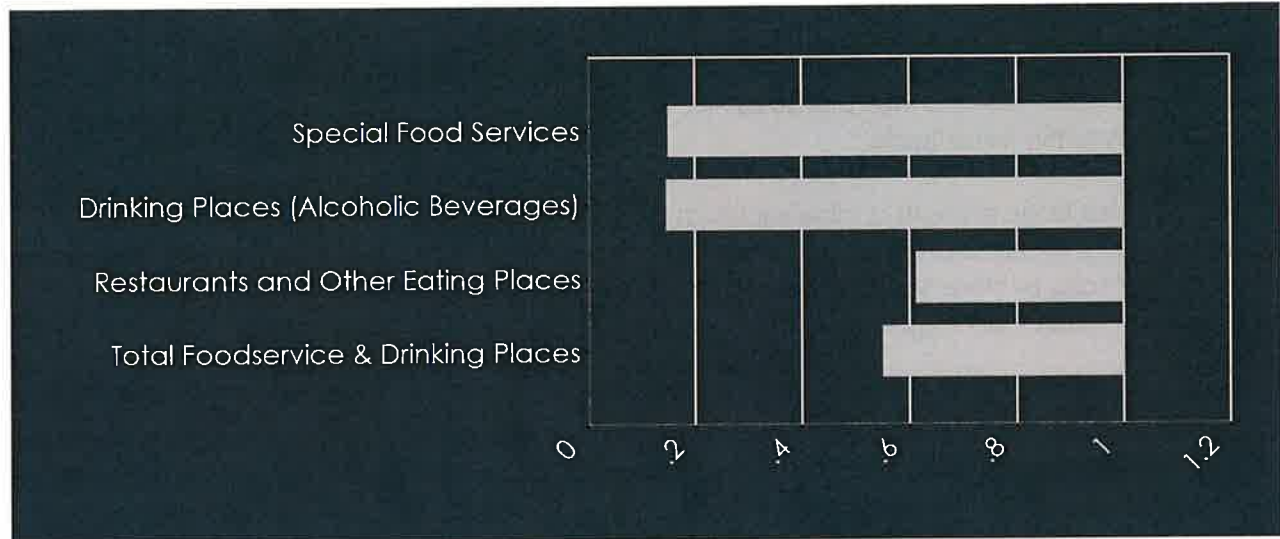 Special Food Services
Drinking Places (Alcoholic Beverages)
Restaurants and Other Eating Places
Total Foodservice & Drinking Places
0 .2 .4 .6 .8 1 1.2